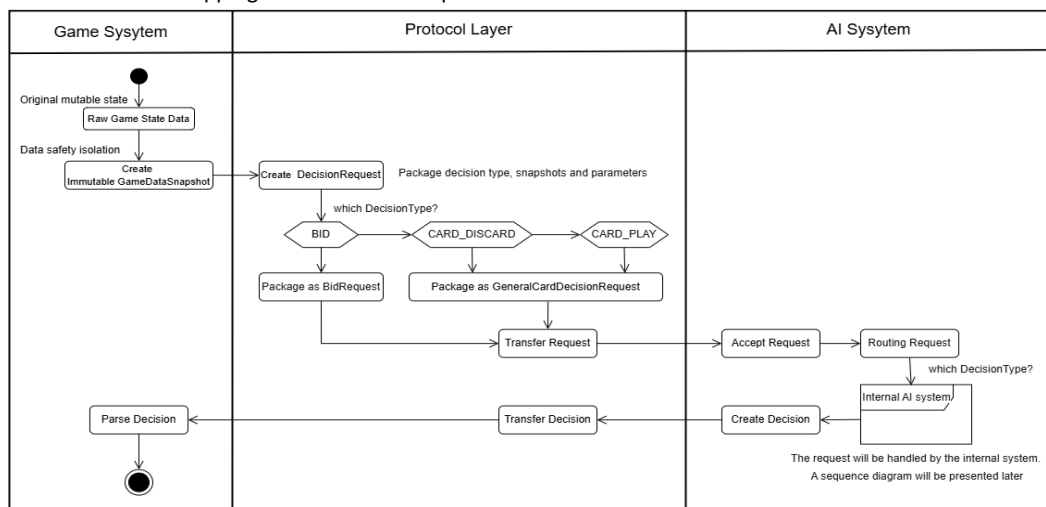 Game Sysytem
Protocol Layer
AI Sysytem
Original mutable state
Raw Game State Data
Data safety isolation
Create
Immutable GameDataSnapshot
Create DecisionRequest
Package decision type, snapshots and parameters
which DecisionType?
BID
CARD_DISCARD
CARD_PLAY
Package as BidRequest
Package as GeneralCardDecisionRequest
Transfer Request
Accept Request
Routing Request
which DecisionType?
Internal AI system
Parse Decision
Transfer Decision
Create Decision
The request will be handled by the internal system.
A sequence diagram will be presented later